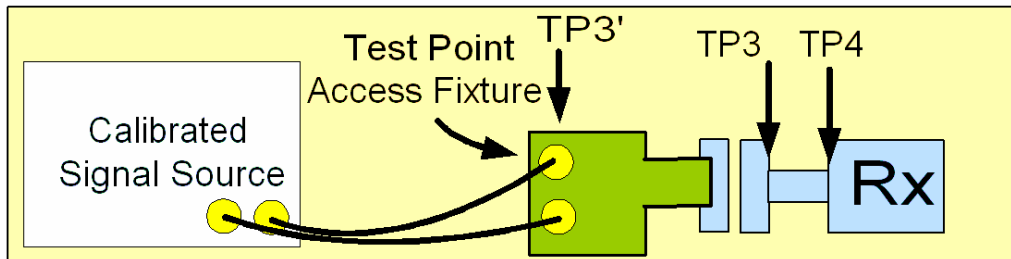 TP3'
Test Point
Access Fixture
TP3 TP4
Calibrated
Signal Source
Rx